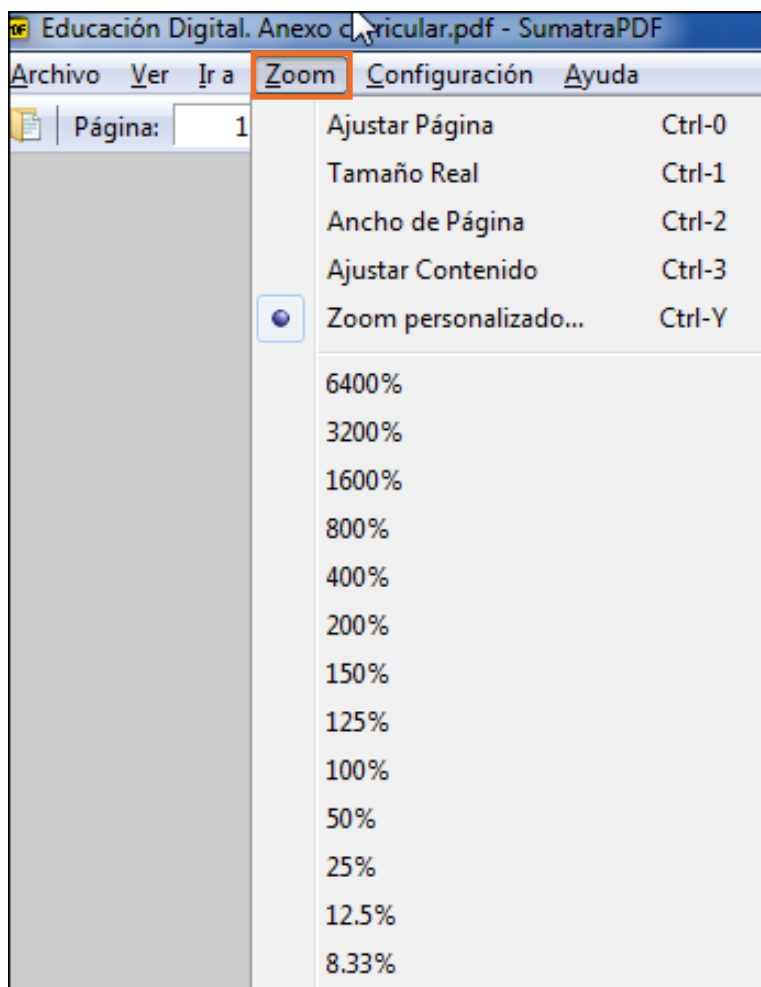 Educación Digital. Anexo curricular.pdf - SumatraPDF
Archivo Ver Ir a Zoom Configuración Ayuda
Página: 1
Ajustar Página Ctrl-0
Tamaño Real Ctrl-1
Ancho de Página Ctrl-2
Ajustar Contenido Ctrl-3
Zoom personalizado... Ctrl-Y
6400%
3200%
1600%
800%
400%
200%
150%
125%
100%
50%
25%
12.5%
8.33%